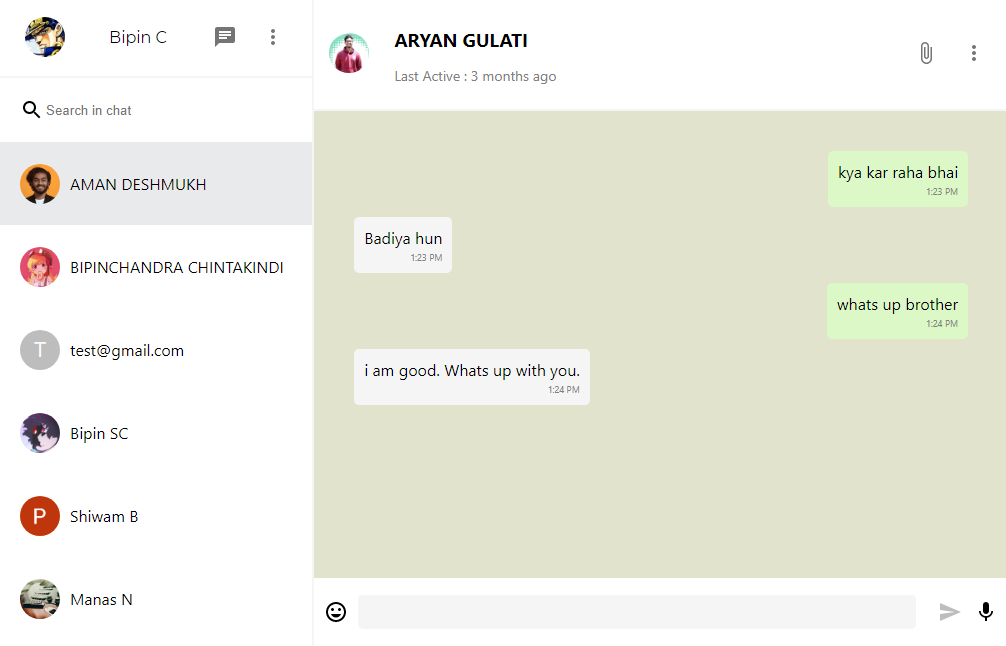 Bipin C
Search in chat
AMAN DESHMUKH
BIPINCHANDRA CHINTAKINDI
T
test@gmail.com
Bipin SC
P
Shiwam B
Manas N
ARYAN GULATI
Last Active : 3 months ago
kya kar raha bhai
1:23 PM
Badiya hun
1:23 PM
whats up brother
1:24 PM
i am good. Whats up with you.
1:24 PM